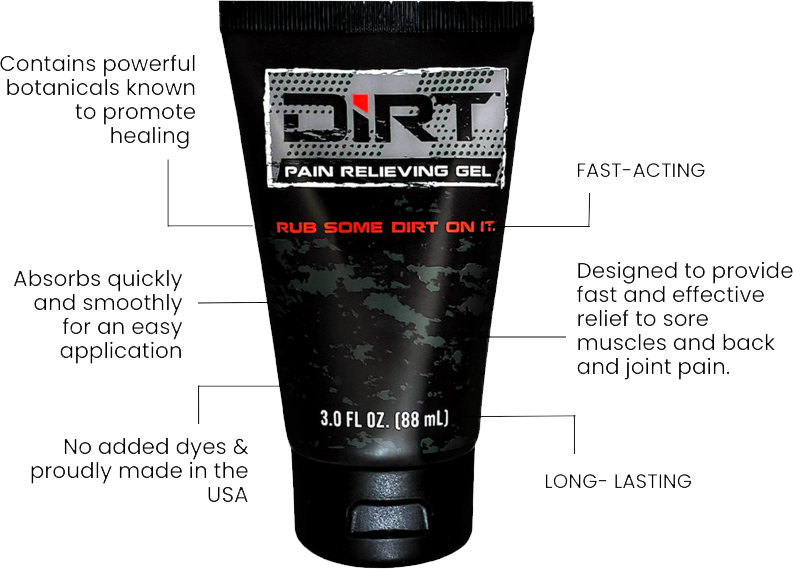 Contains powerful
botanicals known
to promote
healing
Absorbs quickly
and smoothly
for an easy
application
No added dyes &
proudly made in the
USA
DIRT
PAIN RELIEVING GEL
RUB SOME DIRT ON IT.
3.0 FL OZ. (88 mL)
FAST-ACTING
Designed to provide
fast and effective
relief to sore
muscles and back
and joint pain.
LONG- LASTING